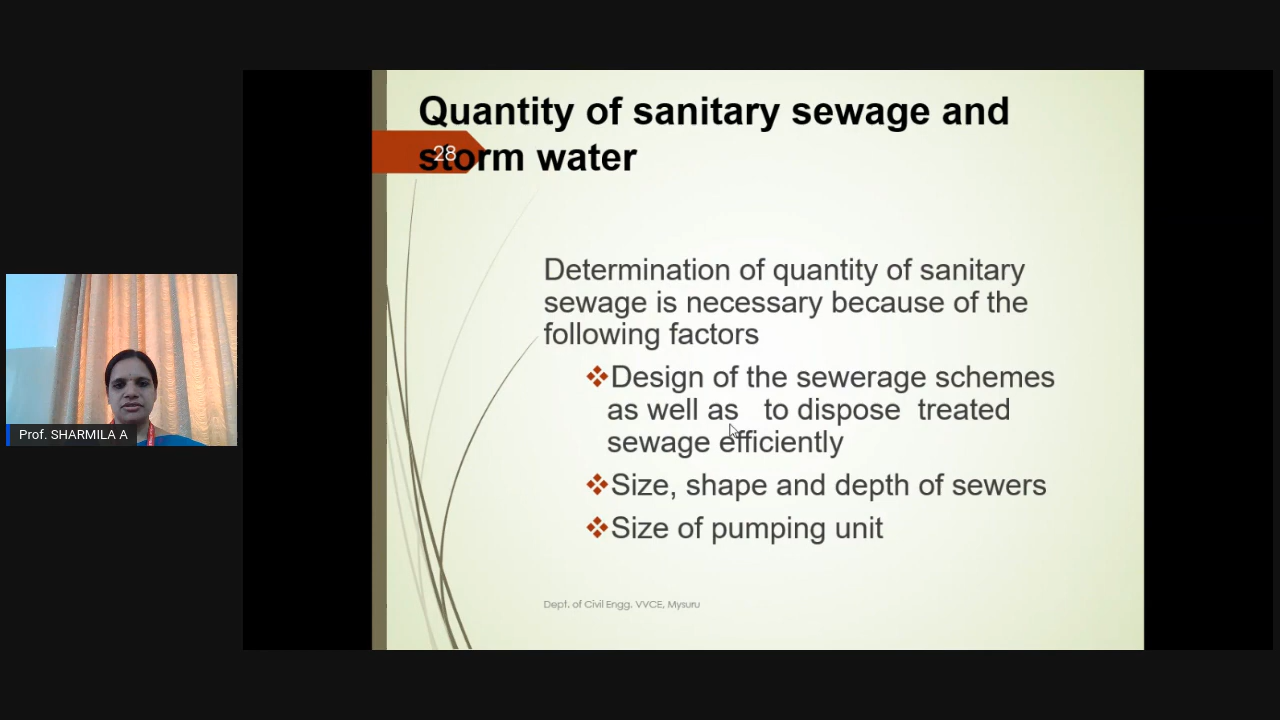 Quantity of sanitary sewage and
storm water
28
Determination of quantity of sanitary
sewage is necessary because of the
following factors
Design of the sewerage schemes
as well as to dispose treated
sewage efficiently
Size, shape and depth of sewers
Size of pumping unit
Dept. of Civil Engg. VVCE, Mysuru
Prof. SHARMILA A